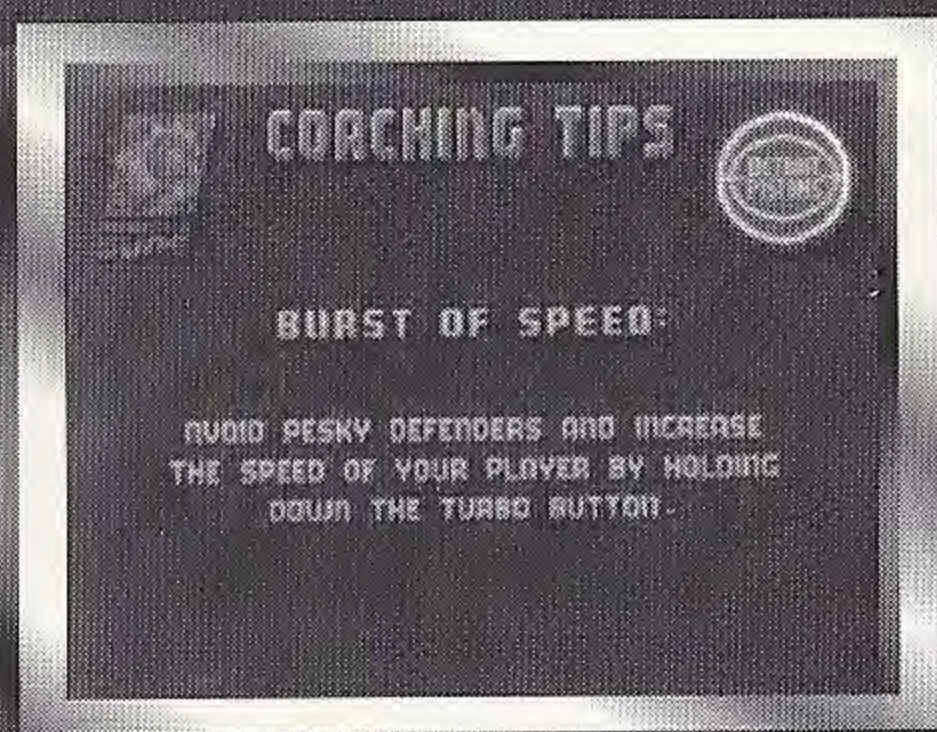 COACHING TIPS
BURST OF SPEED:
AVOID PESKY DEFENDERS AND INCREASE
THE SPEED OF YOUR PLAYER BY HOLDING
DOWN THE TURBO BUTTON.